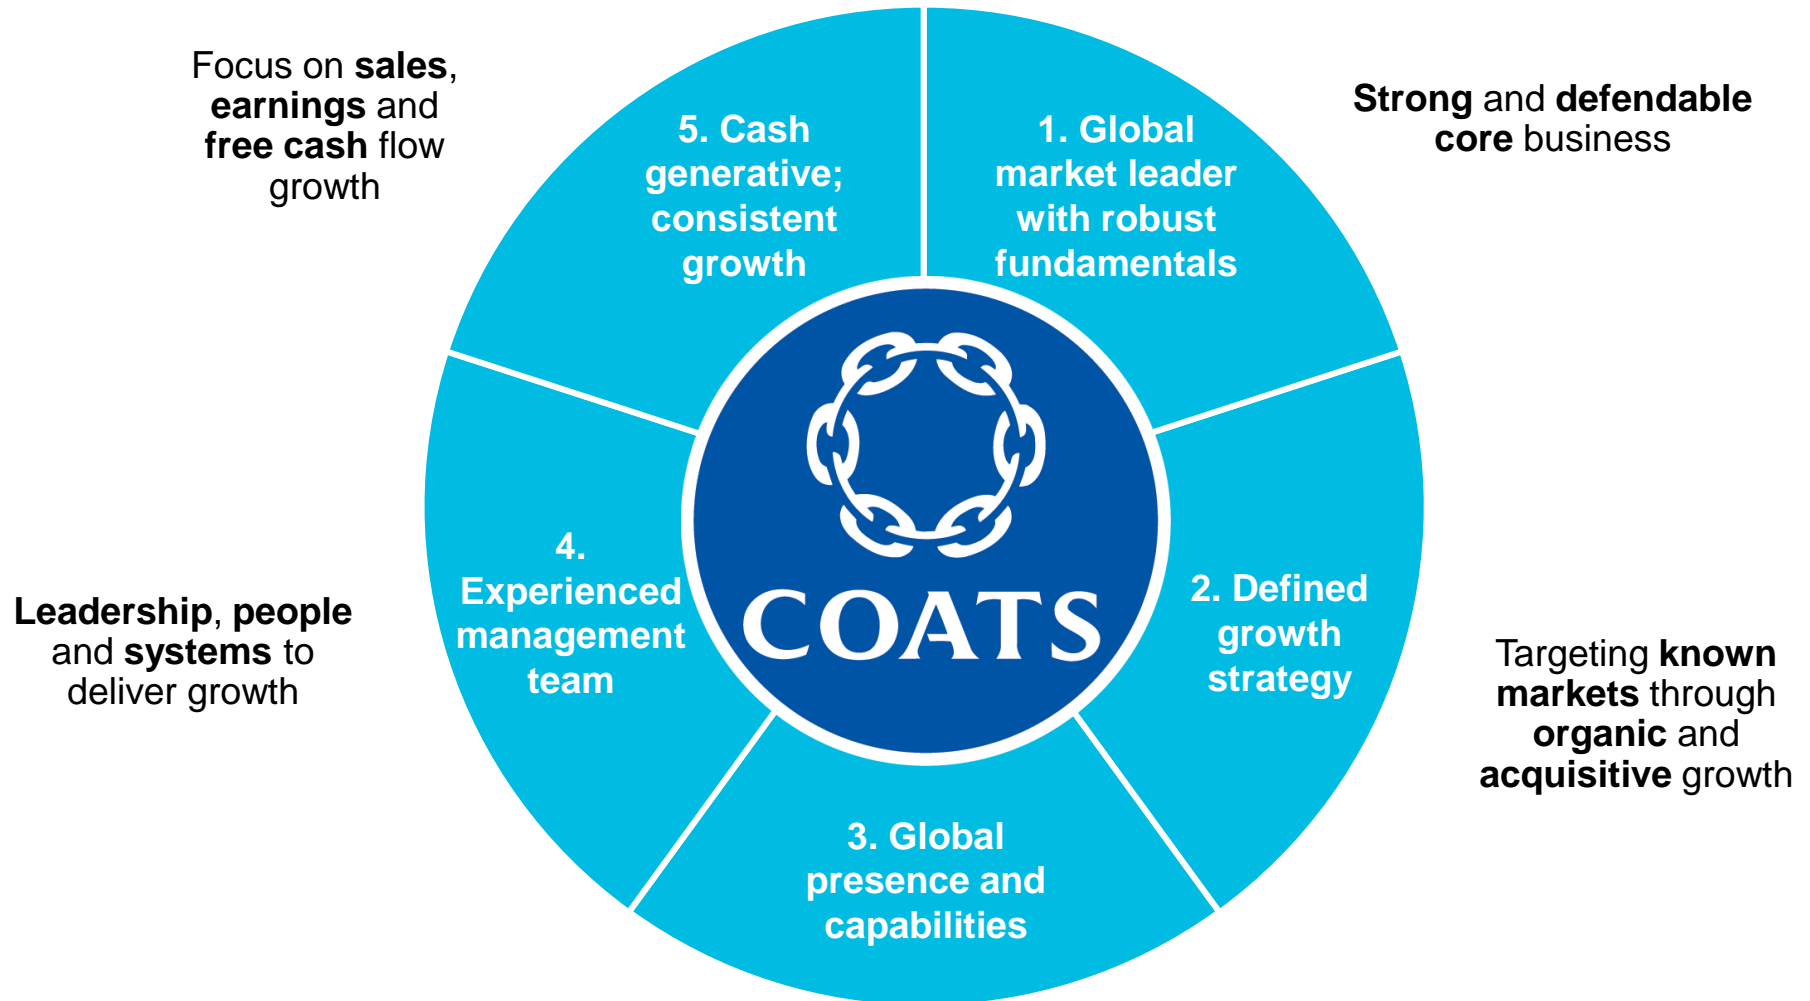 Focus on sales,
earnings and
free cash flow
growth
5. Cash
generative;
consistent
growth
1. Global
market leader
with robust
fundamentals
Strong and defendable
core business
Leadership, people
and systems to
deliver growth
4.
Experienced
management
team
COATS
2. Defined
growth
strategy
Targeting known
markets through
organic and
acquisitive growth
3. Global
presence and
capabilities